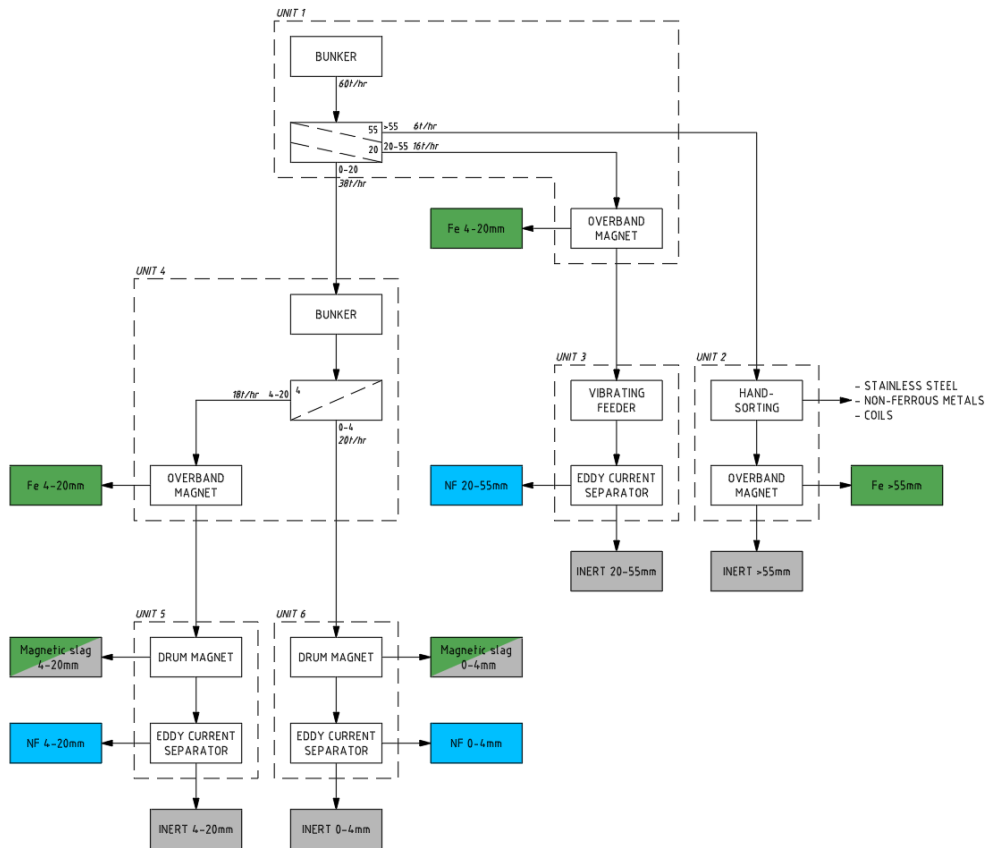 UNIT 1
BUNKER
60t/hr
55 >55 6t/hr
20 20-55 16t/hr
0-20
38t/hr
Fe 4-20mm
OVERBAND
MAGNET
UNIT 4
BUNKER
18t/hr 4-20 4
0-4
20t/hr
Fe 4-20mm
OVERBAND
MAGNET
UNIT 3
VIBRATING
FEEDER
NF 20-55mm
EDDY CURRENT
SEPARATOR
INERT 20-55mm
UNIT 2
HAND-
SORTING
- STAINLESS STEEL
- NON-FERROUS METALS
- COILS
OVERBAND
MAGNET
Fe >55mm
INERT >55mm
UNIT 5
Magnetic slag
4-20mm
DRUM MAGNET
NF 4-20mm
EDDY CURRENT
SEPARATOR
INERT 4-20mm
UNIT 6
DRUM MAGNET
Magnetic slag
0-4mm
EDDY CURRENT
SEPARATOR
NF 0-4mm
INERT 0-4mm